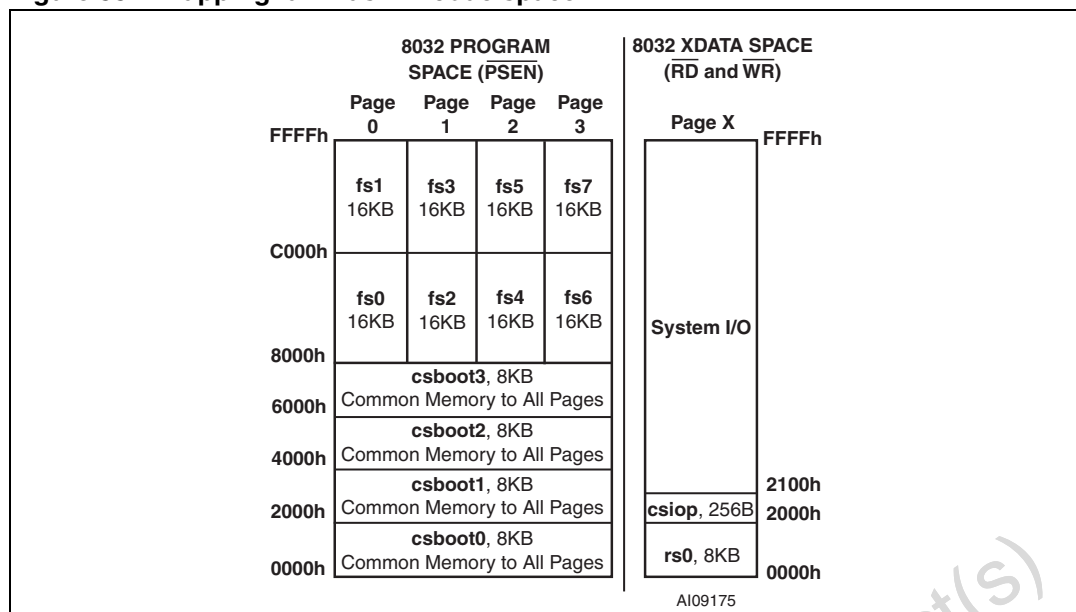 8032 PROGRAM
SPACE (PSEN)
Page Page Page Page
0 1 2 3
FFFFh
fs1 fs3 fs5 fs7
16KB 16KB 16KB 16KB
C000h
fs0 fs2 fs4 fs6
16KB 16KB 16KB 16KB
8000h
csboot3, 8KB
Common Memory to All Pages
6000h
csboot2, 8KB
Common Memory to All Pages
4000h
csboot1, 8KB
Common Memory to All Pages
2000h
csboot0, 8KB
Common Memory to All Pages
0000h
8032 XDATA SPACE
(RD and WR)
Page X
FFFFh
System I/O
2100h
csiop, 256B
2000h
rs0, 8KB
0000h
AI09175